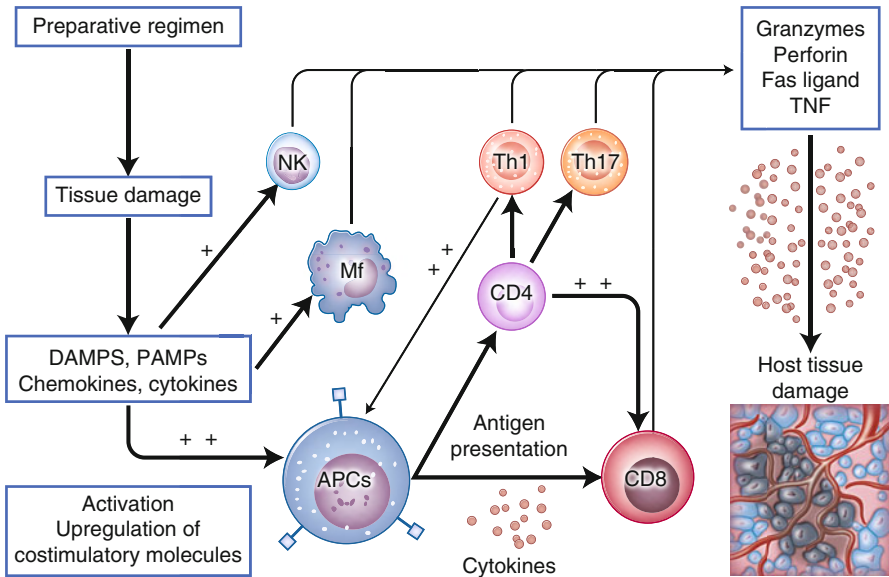 Preparative regimen
Tissue damage
DAMPS, PAMPs
Chemokines, cytokines
Activation
Upregulation of
costimulatory molecules
+
+
+ +
NK
Mf
APCs
Th1
Th17
+
+
CD4
+ +
Antigen
presentation
CD8
Cytokines
Granzymes
Perforin
Fas ligand
TNF
Host tissue
damage